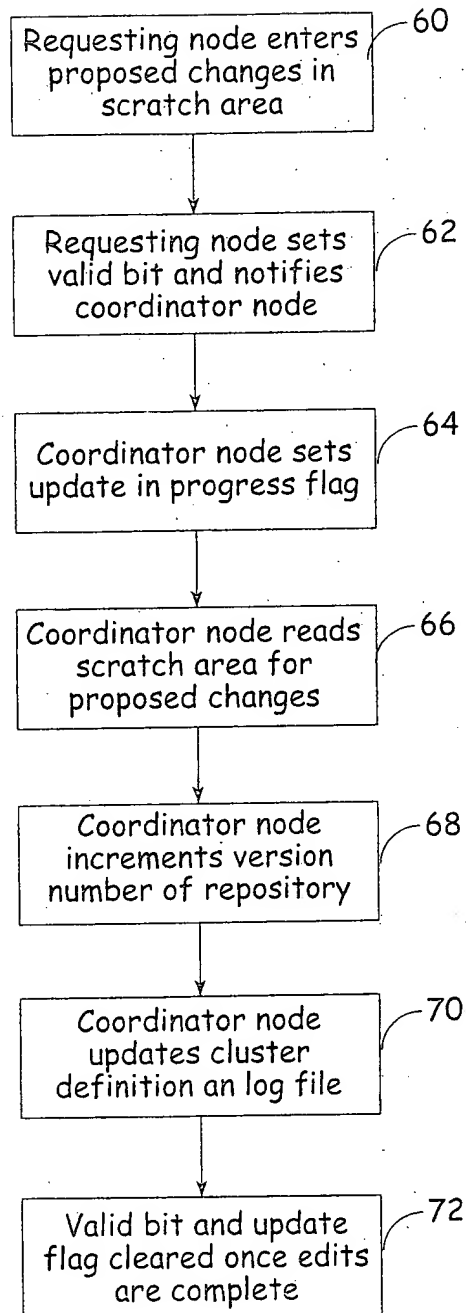 Requesting node enters
proposed changes in
scratch area
60
Requesting node sets
valid bit and notifies
coordinator node
62
Coordinator node sets
update in progress flag
64
Coordinator node reads
scratch area for
proposed changes
66
Coordinator node
increments version
number of repository
68
Coordinator node
updates cluster
definition an log file
70
Valid bit and update
flag cleared once edits
are complete
72